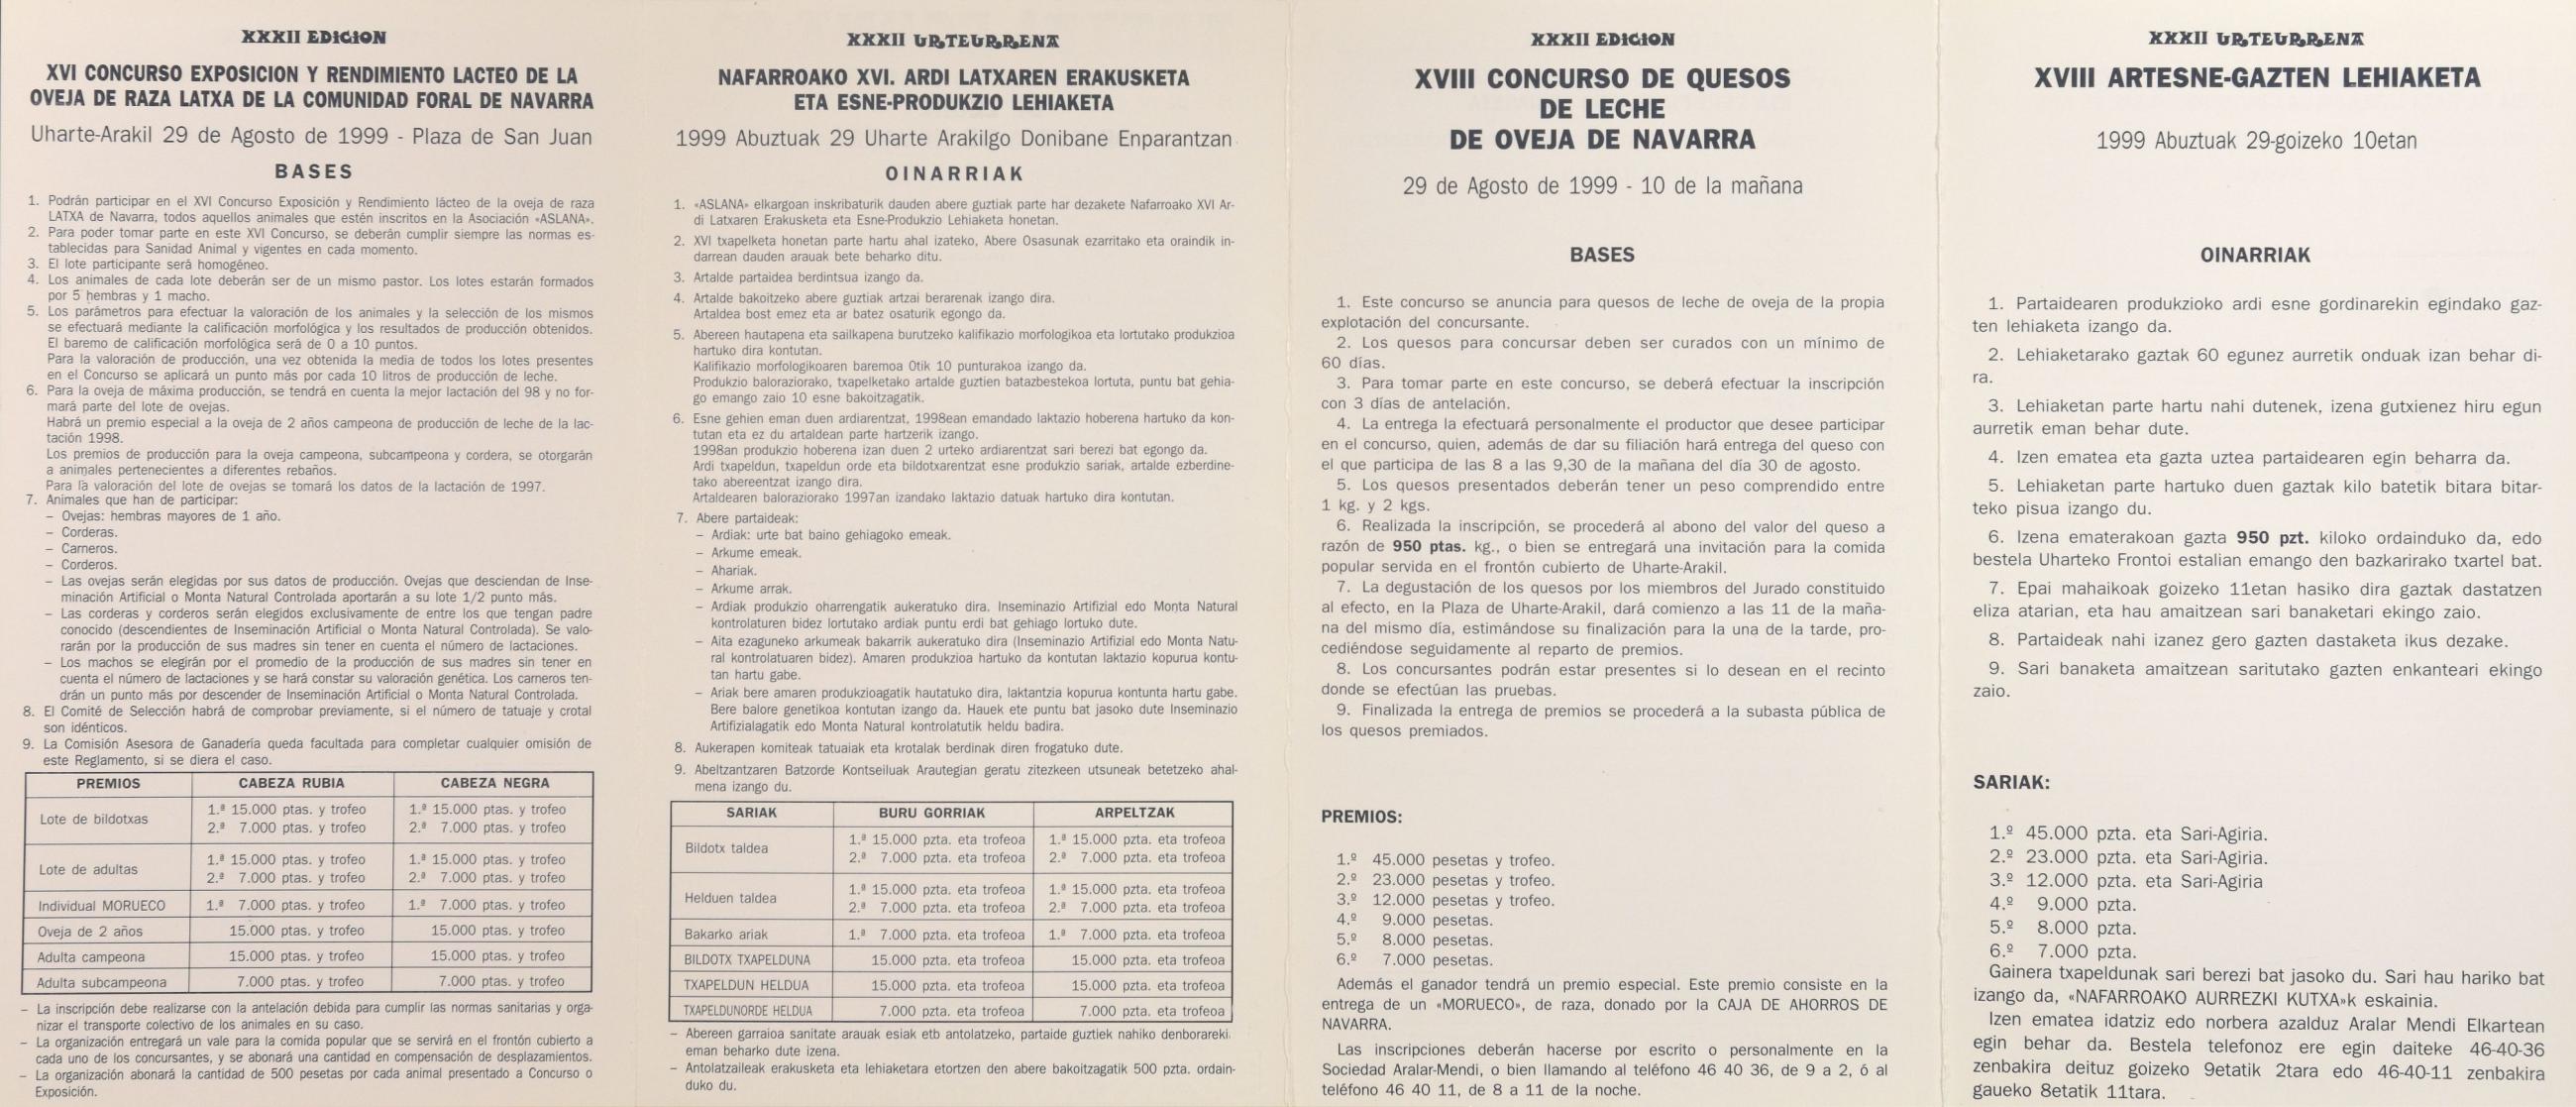 XXXII EDICION
XVI CONCURSO EXPOSICION Y RENDIMIENTO LACTEO DE LA
OVEJA DE RAZA LATXA DE LA COMUNIDAD FORAL DE NAVARRA
Uharte-Arakil 29 de Agosto de 1999 - Plaza de San Juan
BASES
1. Podrán participar en el XVI Concurso Exposición y Rendimiento lácteo de la oveja de raza
LATXA de Navarra, todos aquellos animales que estén inscritos en la Asociación «ASLANA».
2. Para poder tomar parte en este XVI Concurso, se deberán cumplir siempre las normas es-
tablecidas para Sanidad Animal y vigentes en cada momento.
3. El lote participante será homogéneo.
4. Los animales de cada lote deberán ser de un mismo pastor. Los lotes estarán formados
por 5 hembras y 1 macho.
5. Los parámetros para efectuar la valoración de los animales y la selección de los mismos
se efectuará mediante la calificación morfológica y los resultados de producción obtenidos.
El baremo de calificación morfológica será de 0 a 10 puntos.
Para la valoración de producción, una vez obtenida la media de todos los lotes presentes
en el Concurso se aplicará un punto más por cada 10 litros de producción de leche.
6. Para la oveja de máxima producción, se tendrá en cuenta la mejor lactación del 98 y no for-
mará parte del lote de ovejas.
Habrá un premio especial a la oveja de 2 años campeona de producción de leche de la lac-
tación 1998.
Los premios de producción para la oveja campeona, subcampeona y cordera, se otorgarán
a animales pertenecientes a diferentes rebaños.
Para la valoración del lote de ovejas se tomará los datos de la lactación de 1997.
7. Animales que han de participar:
– Ovejas: hembras mayores de 1 año.
– Corderas.
– Carneros.
– Corderos.
– Las ovejas serán elegidas por sus datos de producción. Ovejas que desciendan de Inse-
minación Artificial o Monta Natural Controlada aportarán a su lote 1/2 punto más.
– Las corderas y corderos serán elegidos exclusivamente de entre los que tengan padre
conocido (descendientes de Inseminación Artificial o Monta Natural Controlada). Se valo-
rarán por la producción de sus madres sin tener en cuenta el número de lactaciones.
– Los machos se elegirán por el promedio de la producción de sus madres sin tener en
cuenta el número de lactaciones y se hará constar su valoración genética. Los carneros ten-
drán un punto más por descender de Inseminación Artificial o Monta Natural Controlada.
8. El Comité de Selección habrá de comprobar previamente, si el número de tatuaje y crotal
son idénticos.
9. La Comisión Asesora de Ganadería queda facultada para completar cualquier omisión de
este Reglamento, si se diera el caso.
PREMIOS CABEZA RUBIA CABEZA NEGRA
Lote de bildotxas 1.ª 15.000 ptas. y trofeo 1.ª 15.000 ptas. y trofeo
2.ª 7.000 ptas. y trofeo 2.ª 7.000 ptas. y trofeo
Lote de adultas 1.ª 15.000 ptas. y trofeo 1.ª 15.000 ptas. y trofeo
2.ª 7.000 ptas. y trofeo 2.ª 7.000 ptas. y trofeo
Individual MORUECO 1.ª 7.000 ptas. y trofeo 1.ª 7.000 ptas. y trofeo
Oveja de 2 años 15.000 ptas. y trofeo 15.000 ptas. y trofeo
Adulta campeona 15.000 ptas. y trofeo 15.000 ptas. y trofeo
Adulta subcampeona 7.000 ptas. y trofeo 7.000 ptas. y trofeo
– La inscripción debe realizarse con la antelación debida para cumplir las normas sanitarias y orga-
nizar el transporte colectivo de los animales en su caso.
– La organización entregará un vale para la comida popular que se servirá en el frontón cubierto a
cada uno de los concursantes, y se abonará una cantidad en compensación de desplazamientos.
– La organización abonará la cantidad de 500 pesetas por cada animal presentado a Concurso o
Exposición.
XXXII URTEURRENA
NAFARROAKO XVI. ARDI LATXAREN ERAKUSKETA
ETA ESNE-PRODUKZIO LEHIAKETA
1999 Abuztuak 29 Uharte Arakilgo Donibane Enparantzan
OINARRIAK
1. «ASLANA» elkargoan inskribaturik dauden abere guztiak parte har dezakete Nafarroako XVI Ar-
di Latxaren Erakusketa eta Esne-Produkzio Lehiaketa honetan.
2. XVI txapelketa honetan parte hartu ahal izateko, Abere Osasunak ezarritako eta oraindik in-
darrean dauden arauak bete beharko ditu.
3. Artalde partaidea berdintsua izango da.
4. Artalde bakoitzeko abere guztiak artzai berarenak izango dira.
Artaldea bost emez eta ar batez osaturik egongo da.
5. Abereen hautapena eta sailkapena burutzeko kalifikazio morfologikoa eta lortutako produkzioa
hartuko dira kontutan.
Kalifikazio morfologikoaren baremoa 0tik 10 punturakoa izango da.
Produkzio baloraziorako, txapelketako artalde guztien batazbestekoa lortuta, puntu bat gehia-
go emango zaio 10 esne bakoitzagatik.
6. Esne gehien eman duen ardiarentzat, 1998ean emandado laktazio hoberena hartuko da kon-
tutan eta ez du artaldean parte hartzerik izango.
1998an produkzio hoberena izan duen 2 urteko ardiarentzat sari berezi bat egongo da.
Ardi txapeldun, txapeldun orde eta bildotxarentzat esne produkzio sariak, artalde ezberdine-
tako abereentzat izango dira.
Artaldearen baloraziorako 1997an izandako laktazio datuak hartuko dira kontutan.
7. Abere partaideak:
– Ardiak: urte bat baino gehiagoko emeak.
– Arkume emeak.
– Ahariak.
– Arkume arrak.
– Ardiak produkzio oharrengatik aukeratuko dira. Inseminazio Artifizial edo Monta Natural
kontrolaturen bidez lortutako ardiak puntu erdi bat gehiago lortuko dute.
– Aita ezaguneko arkumeak bakarrik aukeratuko dira (Inseminazio Artifizial edo Monta Natu-
ral kontrolatuaren bidez). Amaren produkzioa hartuko da kontutan laktazio kopurua kontu-
tan hartu gabe.
– Ariak bere amaren produkzioagatik hautatuko dira, laktantzia kopurua kontunta hartu gabe.
Bere balore genetikoa kontutan izango da. Hauek ete puntu bat jasoko dute Inseminazio
Artifizialagatik edo Monta Natural kontrolatutik heldu badira.
8. Aukerapen komiteak tatuaiak eta krotalak berdinak diren frogatuko dute.
9. Abeltzantzaren Batzorde Kontseiluak Arautegian geratu zitezkeen utsuneak betetzeko ahal-
mena izango du.
SARIAK BURU GORRIAK ARPELTZAK
Bildotx taldea 1.ª 15.000 pzta. eta trofeoa 1.ª 15.000 pzta. eta trofeoa
2.ª 7.000 pzta. eta trofeoa 2.ª 7.000 pzta. eta trofeoa
Helduen taldea 1.ª 15.000 pzta. eta trofeoa 1.ª 15.000 pzta. eta trofeoa
2.ª 7.000 pzta. eta trofeoa 2.ª 7.000 pzta. eta trofeoa
Bakarko ariak 1.ª 7.000 pzta. eta trofeoa 1.ª 7.000 pzta. eta trofeoa
BILDOTX TXAPELDUNA 15.000 pzta. eta trofeoa 15.000 pzta. eta trofeoa
TXAPELDUN HELDUA 15.000 pzta. eta trofeoa 15.000 pzta. eta trofeoa
TXAPELDUNORDE HELDUA 7.000 pzta. eta trofeoa 7.000 pzta. eta trofeoa
– Abereen garraioa sanitate arauak esiak etb antolatzeko, partaide guztiek nahiko denborareki
eman beharko dute izena.
– Antolatzaileak erakusketa eta lehiaketara etortzen den abere bakoitzagatik 500 pzta. ordain-
duko du.
XXXII EDICION
XVIII CONCURSO DE QUESOS
DE LECHE
DE OVEJA DE NAVARRA
29 de Agosto de 1999 - 10 de la mañana
BASES
1. Este concurso se anuncia para quesos de leche de oveja de la propia
explotación del concursante.
2. Los quesos para concursar deben ser curados con un mínimo de
60 días.
3. Para tomar parte en este concurso, se deberá efectuar la inscripción
con 3 días de antelación.
4. La entrega la efectuará personalmente el productor que desee participar
en el concurso, quien, además de dar su filiación hará entrega del queso con
el que participa de las 8 a las 9,30 de la mañana del día 30 de agosto.
5. Los quesos presentados deberán tener un peso comprendido entre
1 kg. y 2 kgs.
6. Realizada la inscripción, se procederá al abono del valor del queso a
razón de 950 ptas. kg., o bien se entregará una invitación para la comida
popular servida en el frontón cubierto de Uharte-Arakil.
7. La degustación de los quesos por los miembros del Jurado constituido
al efecto, en la Plaza de Uharte-Arakil, dará comienzo a las 11 de la maña-
na del mismo día, estimándose su finalización para la una de la tarde, pro-
cediéndose seguidamente al reparto de premios.
8. Los concursantes podrán estar presentes si lo desean en el recinto
donde se efectúan las pruebas.
9. Finalizada la entrega de premios se procederá a la subasta pública de
los quesos premiados.
PREMIOS:
1.º 45.000 pesetas y trofeo.
2.º 23.000 pesetas y trofeo.
3.º 12.000 pesetas y trofeo.
4.º 9.000 pesetas.
5.º 8.000 pesetas.
6.º 7.000 pesetas.
Además el ganador tendrá un premio especial. Este premio consiste en la
entrega de un «MORUECO», de raza, donado por la CAJA DE AHORROS DE
NAVARRA.
Las inscripciones deberán hacerse por escrito o personalmente en la
Sociedad Aralar-Mendi, o bien llamando al teléfono 46 40 36, de 9 a 2, ó al
teléfono 46 40 11, de 8 a 11 de la noche.
XXXII URTEURRENA
XVIII ARTESNE-GAZTEN LEHIAKETA
1999 Abuztuak 29-goizeko 10etan
OINARRIAK
1. Partaidearen produkzioko ardi esne gordinarekin egindako gaz-
ten lehiaketa izango da.
2. Lehiaketarako gaztak 60 egunez aurretik onduak izan behar di-
ra.
3. Lehiaketan parte hartu nahi dutenek, izena gutxienez hiru egun
aurretik eman behar dute.
4. Izen ematea eta gazta uztea partaidearen egin beharra da.
5. Lehiaketan parte hartuko duen gaztak kilo batetik bitara bitar-
teko pisua izango du.
6. Izena ematerakoan gazta 950 pzt. kiloko ordainduko da, edo
bestela Uharteko Frontoi estalian emango den bazkarirako txartel bat.
7. Epai mahaikoak goizeko 11etan hasiko dira gaztak dastatzen
eliza atarian, eta hau amaitzean sari banaketari ekingo zaio.
8. Partaideak nahi izanez gero gazten dastaketa ikus dezake.
9. Sari banaketa amaitzean saritutako gazten enkanteari ekingo
zaio.
SARIAK:
1.º 45.000 pzta. eta Sari-Agiria.
2.º 23.000 pzta. eta Sari-Agiria.
3.º 12.000 pzta. eta Sari-Agiria
4.º 9.000 pzta.
5.º 8.000 pzta.
6.º 7.000 pzta.
Gainera txapeldunak sari berezi bat jasoko du. Sari hau hariko bat
izango da, «NAFARROAKO AURREZKI KUTXA»k eskainia.
Izen ematea idatziz edo norbera azalduz Aralar Mendi Elkartean
egin behar da. Bestela telefonoz ere egin daiteke 46-40-36
zenbakira deituz goizeko 9etatik 2tara edo 46-40-11 zenbakira
gaueko 8etatik 11tara.